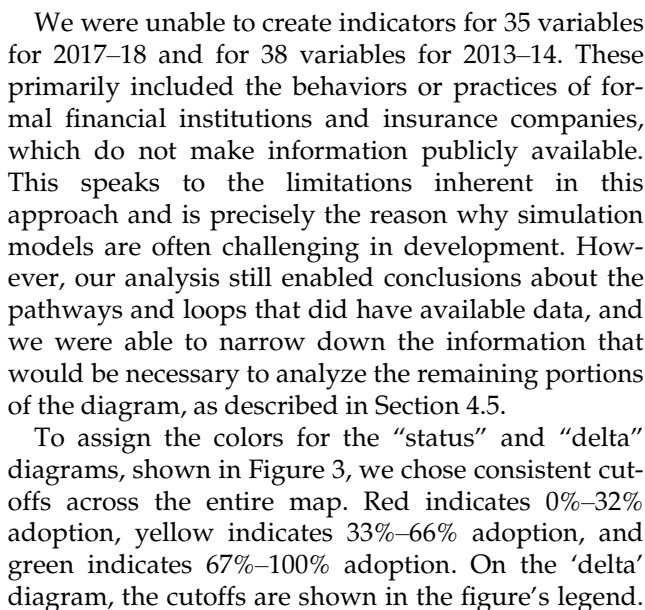 We were unable to create indicators for 35 variables
for 2017–18 and for 38 variables for 2013–14. These
primarily included the behaviors or practices of for-
mal financial institutions and insurance companies,
which do not make information publicly available.
This speaks to the limitations inherent in this
approach and is precisely the reason why simulation
models are often challenging in development. How-
ever, our analysis still enabled conclusions about the
pathways and loops that did have available data, and
we were able to narrow down the information that
would be necessary to analyze the remaining portions
of the diagram, as described in Section 4.5.
To assign the colors for the “status” and “delta”
diagrams, shown in Figure 3, we chose consistent cut-
offs across the entire map. Red indicates 0%–32%
adoption, yellow indicates 33%–66% adoption, and
green indicates 67%–100% adoption. On the ‘delta’
diagram, the cutoffs are shown in the figure’s legend.